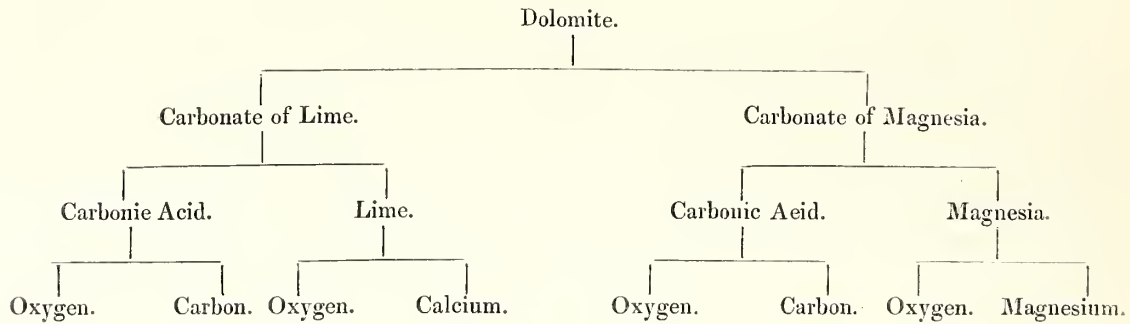 Dolomite.
Carbonate of Lime. Carbonate of Magnesia.
Carbonie Acid. Lime. Carbonic Aeid. Magnesia.
Oxygen. Carbon. Oxygen. Calcium. Oxygen. Carbon. Oxygen. Magnesium.